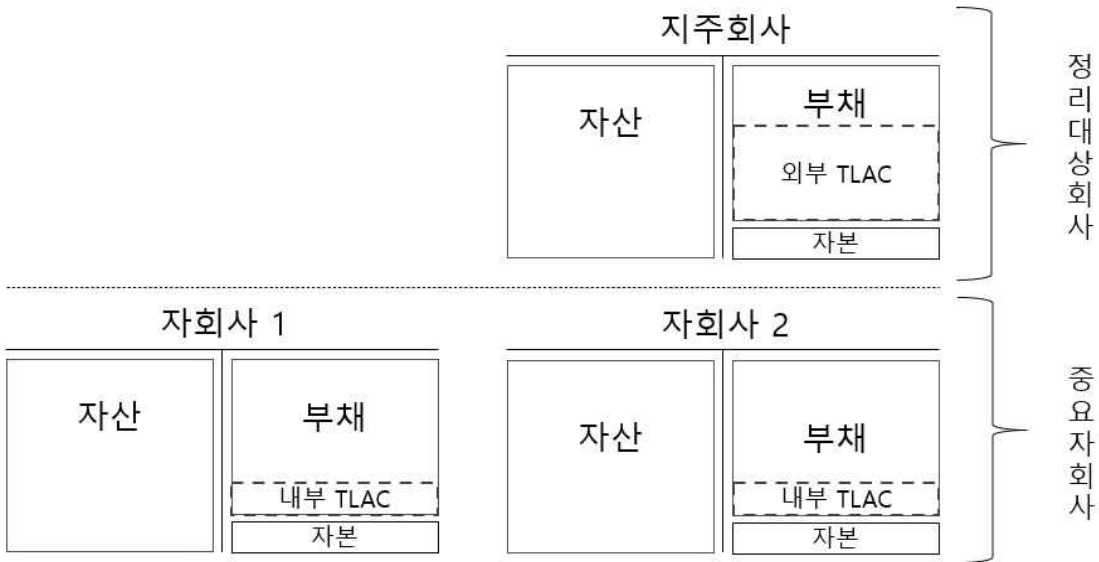 지주회사
자산
부채
외부 TLAC
자본
정리대상회사
자회사 1
자산
부채
내부 TLAC
자본
자회사 2
자산
부채
내부 TLAC
자본
중요자회사